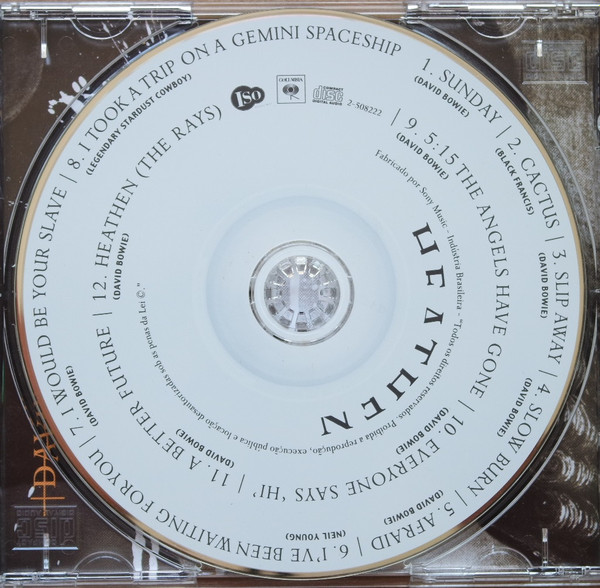 1. SUNDAY |
(DAVID BOWIE)
2. CACTUS |
(BLACK FRANCIS)
3. SLIP AWAY |
(DAVID BOWIE)
4. SLOW BURN |
(DAVID BOWIE)
5. AFRAID |
(DAVID BOWIE)
6. I'VE BEEN WAITING FOR YOU |
(NEIL YOUNG)
7. I WOULD BE YOUR SLAVE |
(DAVID BOWIE)
8. I TOOK A TRIP ON A GEMINI SPACESHIP
(LEGENDARY STARDUST COWBOY)
| 9. 5:15 THE ANGELS HAVE GONE |
(DAVID BOWIE)
10. EVERYONE SAYS 'HI' |
(DAVID BOWIE)
11. A BETTER FUTURE |
(DAVID BOWIE)
12. HEATHEN (THE RAYS)
(DAVID BOWIE)
ISO
COLUMBIA
COMPACT
disc
DIGITAL AUDIO
2-508222
HEATHEN
Fabricado por Sony Music - Indústria Brasileira - "Todos os direitos reservados. Proibida a reprodução, execução pública e locação desautorizadas sob as penas da Lei ©."